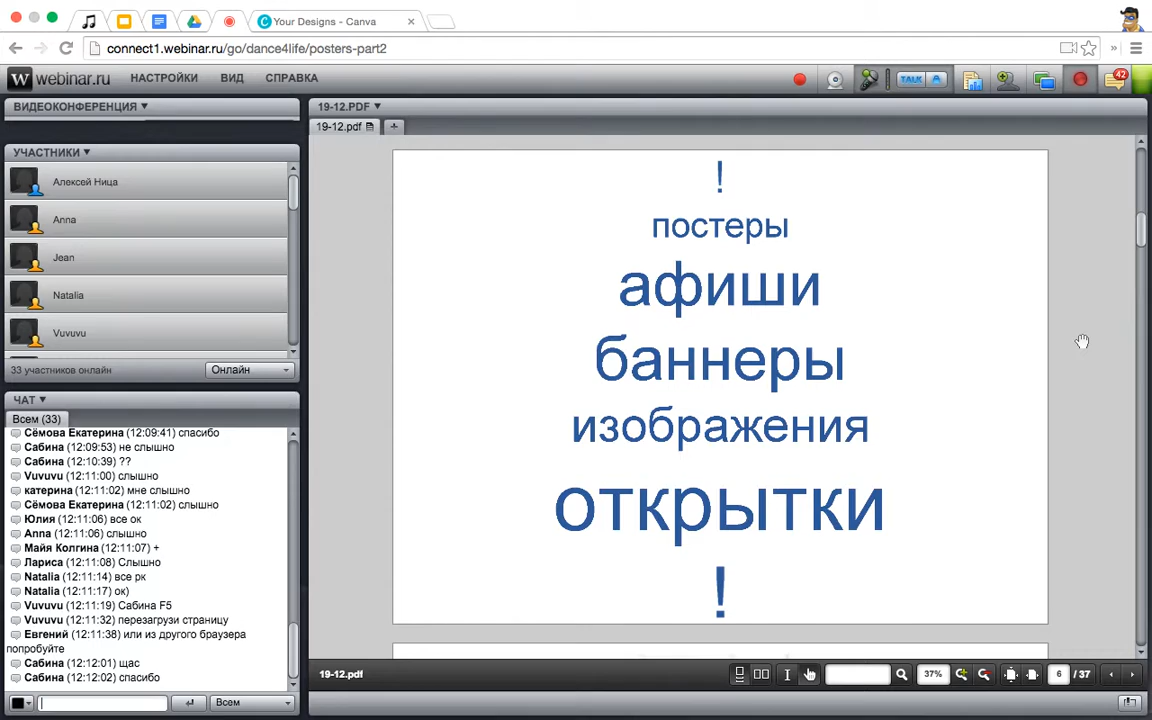 Your Designs - Canva
connect1.webinar.ru/go/dance4life/posters-part2
W webinar.ru НАСТРОЙКИ ВИД СПРАВКА
TALK A 42
ВИДЕОКОНФЕРЕНЦИЯ
19-12.PDF
19-12.pdf
УЧАСТНИКИ
Алексей Ница
Anna
Jean
Natalia
Vuvuvu
33 участников онлайн Онлайн
ЧАТ
Всем (33)
Сёмова Екатерина (12:09:41) спасибо
Сабина (12:09:53) не слышно
Сабина (12:10:39) ??
Vuvuvu (12:11:00) слышно
катерина (12:11:02) мне слышно
Сёмова Екатерина (12:11:02) слышно
Юлия (12:11:06) все ок
Anna (12:11:06) слышно
Майя Колгина (12:11:07) +
Лариса (12:11:08) Слышно
Natalia (12:11:14) все рк
Natalia (12:11:17) ок)
Vuvuvu (12:11:19) Сабина F5
Vuvuvu (12:11:32) перезагрузи страницу
Евгений (12:11:38) или из другого браузера
попробуйте
Сабина (12:12:01) щас
Сабина (12:12:02) спасибо
Всем
!
постеры
афиши
баннеры
изображения
открытки
!
19-12.pdf 37% 6 / 37